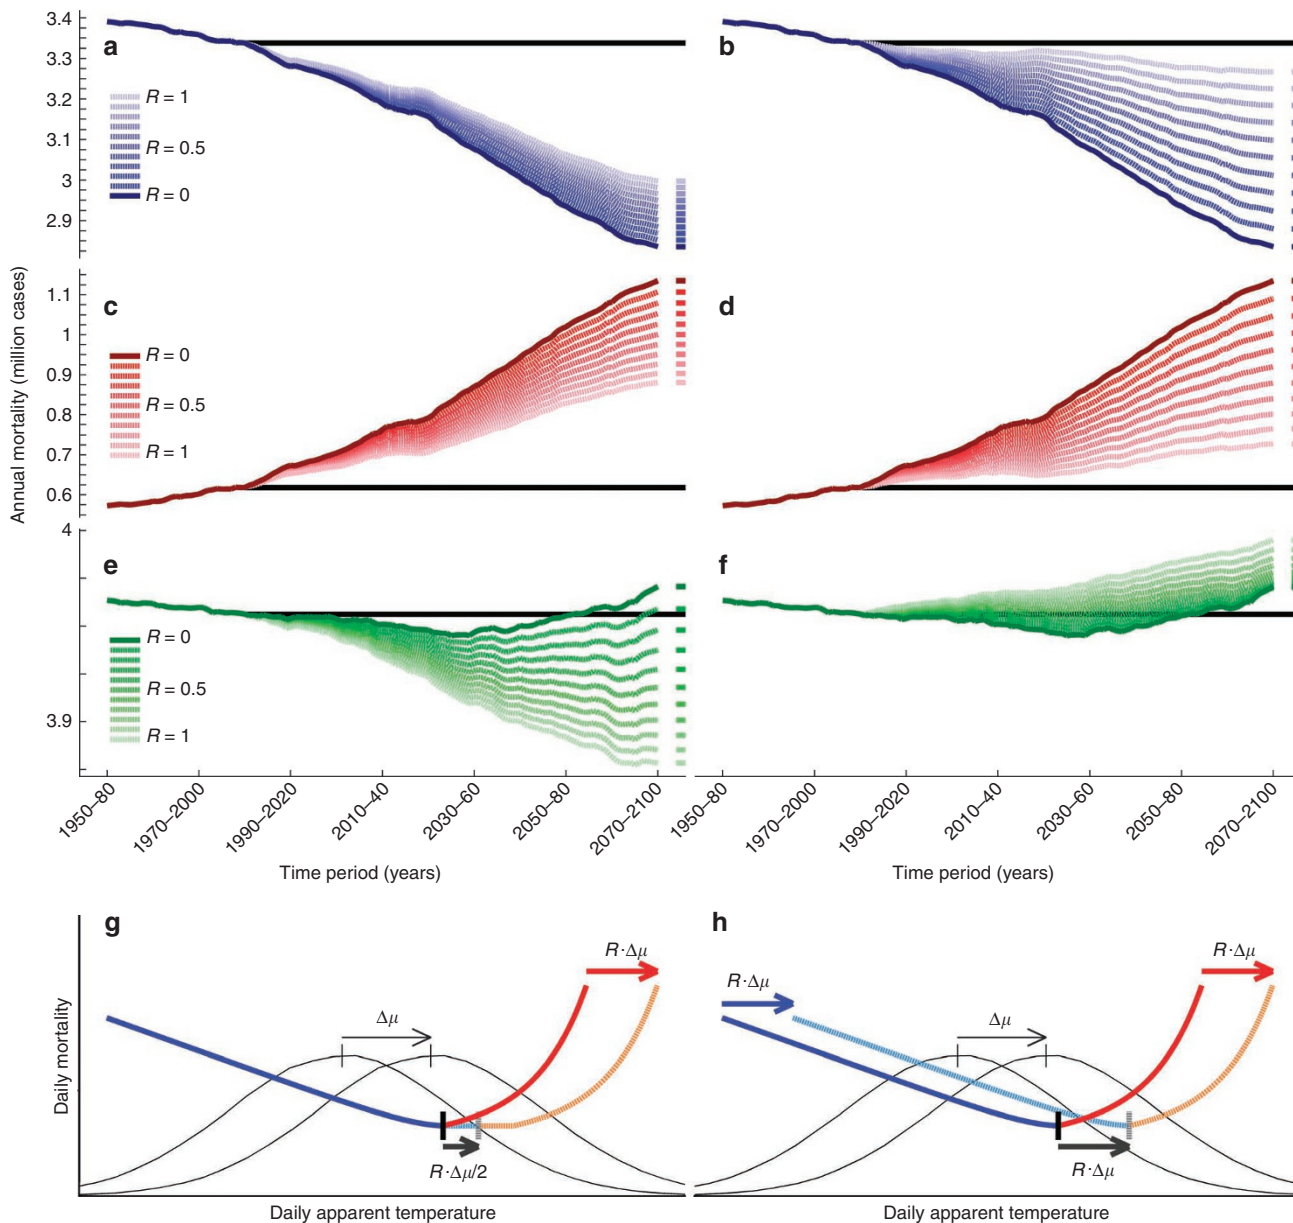 a
b
3.4
3.3
3.2
3.1
3
2.9
R = 1
R = 0.5
R = 0
Annual mortality (million cases)
c
d
1.1
1
0.9
0.8
0.7
0.6
R = 0
R = 0.5
R = 1
e
f
4
3.9
R = 0
R = 0.5
R = 1
1950–80
1970–2000
1990–2020
2010–40
2030–60
2050–80
2070–2100
1950–80
1970–2000
1990–2020
2010–40
2030–60
2050–80
2070–2100
Time period (years)
Time period (years)
g
Daily mortality
R·Δμ
Δμ
R·Δμ/2
Daily apparent temperature
h
R·Δμ
R·Δμ
Δμ
R·Δμ
Daily apparent temperature